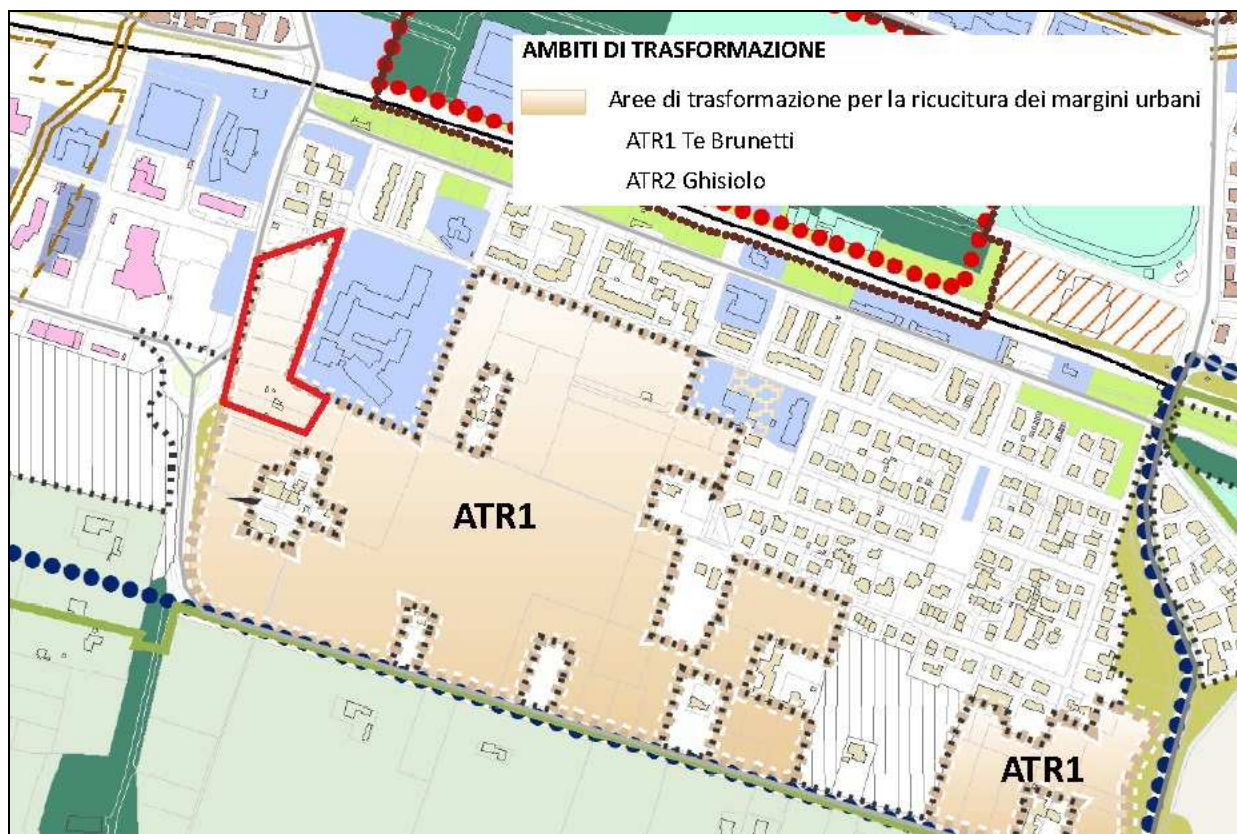 AMBITI DI TRASFORMAZIONE
Aree di trasformazione per la ricucitura dei margini urbani
ATR1 Te Brunetti
ATR2 Ghisiolo
ATR1
ATR1